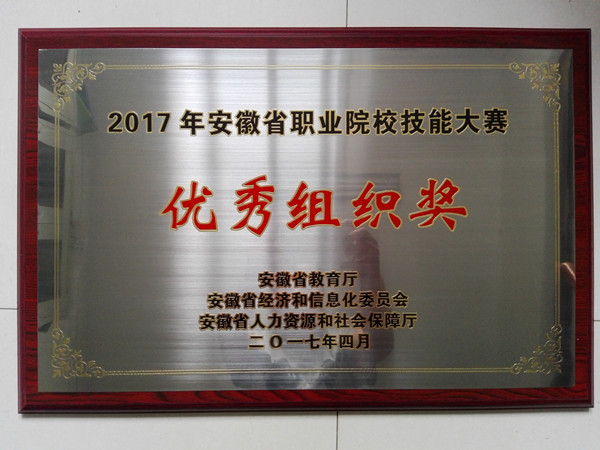 2017年安徽省职业院校技能大赛
优秀组织奖
安徽省教育厅
安徽省经济和信息化委员会
安徽省人力资源和社会保障厅
二〇一七年四月